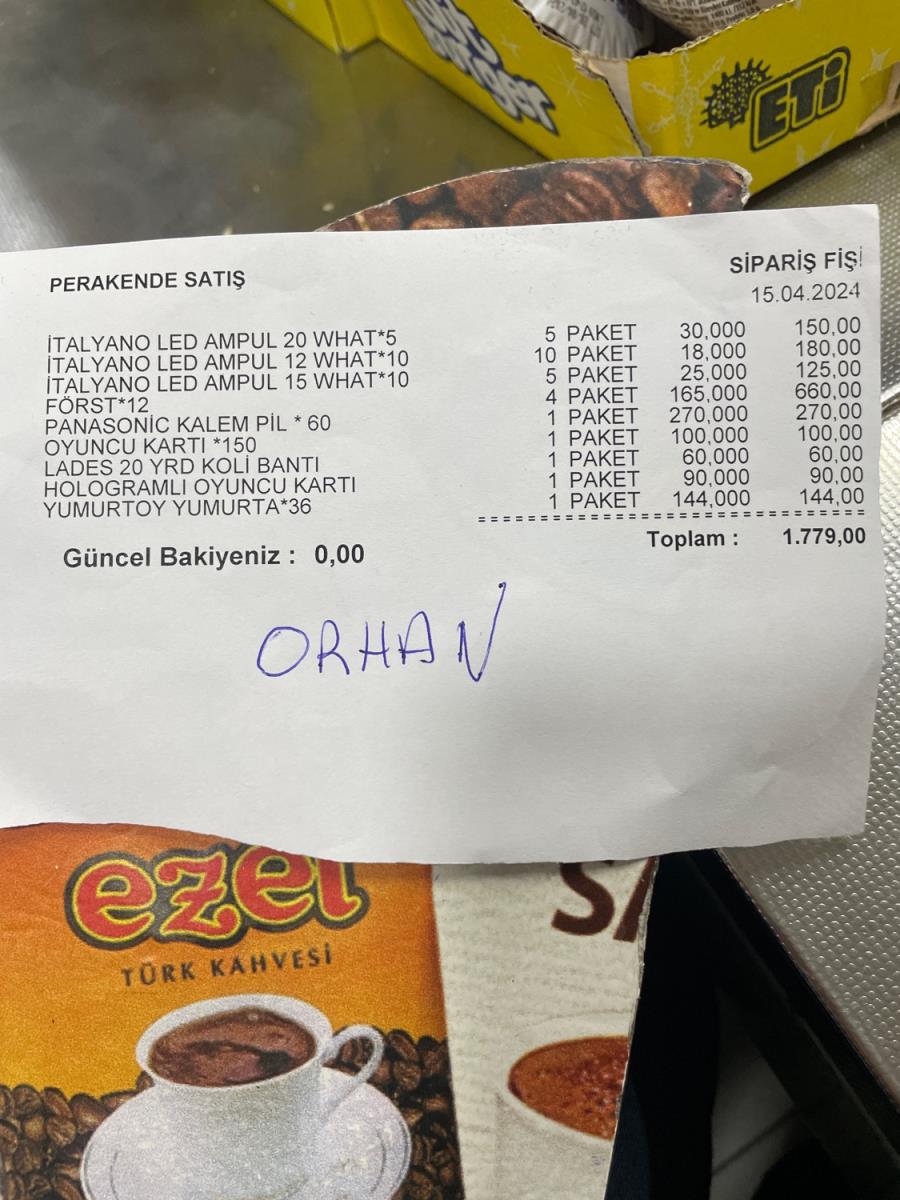 ETİ
PERAKENDE SATIŞ
SİPARİŞ FİŞİ
15.04.2024
İTALYANO LED AMPUL 20 WHAT*5 5 PAKET 30,000 150,00
İTALYANO LED AMPUL 12 WHAT*10 10 PAKET 18,000 180,00
İTALYANO LED AMPUL 15 WHAT*10 5 PAKET 25,000 125,00
FÖRST*12 4 PAKET 165,000 660,00
PANASONİC KALEM PİL * 60 1 PAKET 270,000 270,00
OYUNCU KARTI *150 1 PAKET 100,000 100,00
LADES 20 YRD KOLİ BANTI 1 PAKET 60,000 60,00
HOLOGRAMLI OYUNCU KARTI 1 PAKET 90,000 90,00
YUMURTOY YUMURTA*36 1 PAKET 144,000 144,00
Toplam : 1.779,00
Güncel Bakiyeniz : 0,00
ORHAN
ezel
TÜRK KAHVESİ